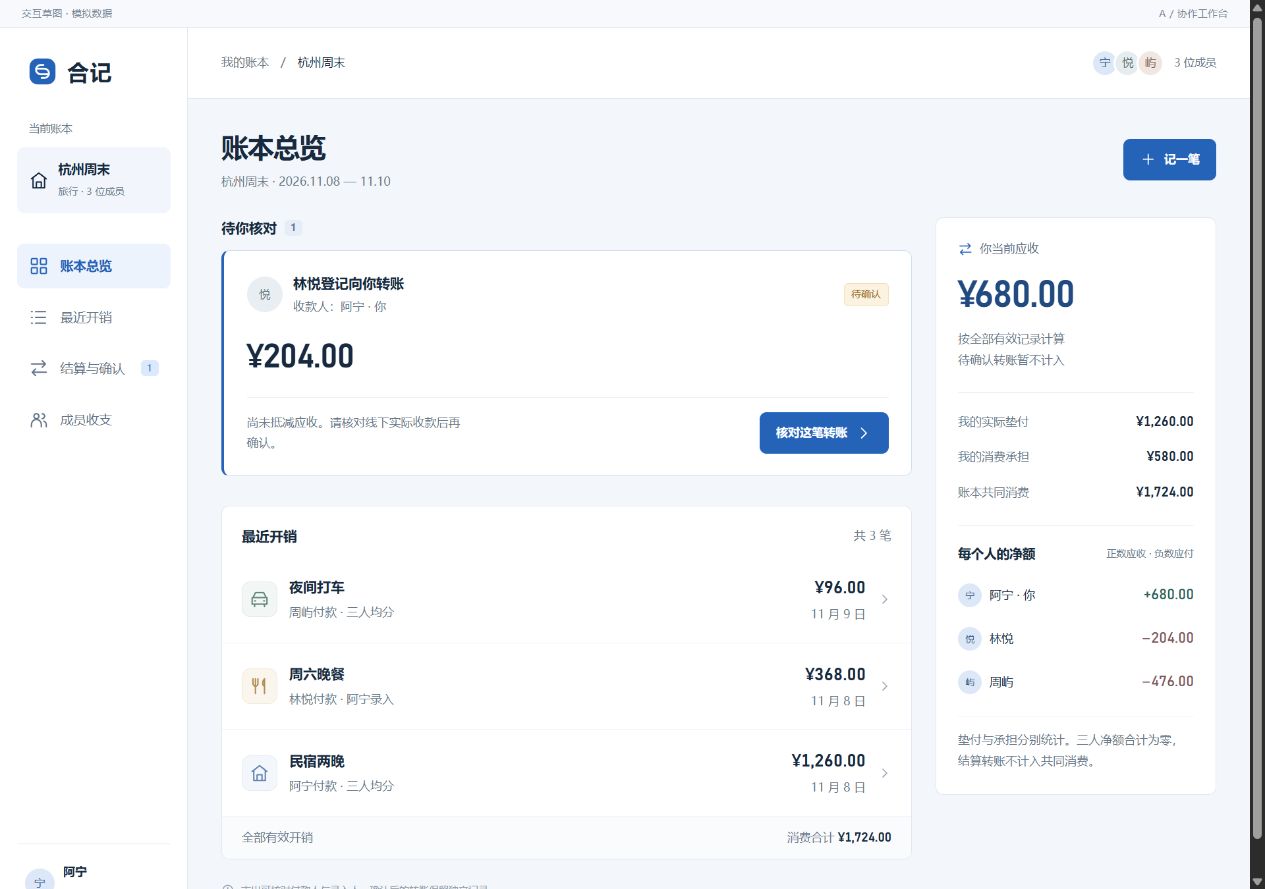 交互草图 · 模拟数据
A / 协作工作台
合记
当前账本
杭州周末
旅行 · 3 位成员
账本总览
最近开销
结算与确认 1
成员收支
宁 阿宁
我的账本 / 杭州周末
宁 悦 屿 3 位成员
账本总览
杭州周末 · 2026.11.08 — 11.10
+ 记一笔
待你核对 1
悦
林悦登记向你转账
收款人：阿宁 · 你
待确认
¥204.00
尚未抵减应收。请核对线下实际收款后再
确认。
核对这笔转账
最近开销 共 3 笔
夜间打车 ¥96.00
周屿付款 · 三人均分 11 月 9 日
周六晚餐 ¥368.00
林悦付款 · 阿宁录入 11 月 8 日
民宿两晚 ¥1,260.00
阿宁付款 · 三人均分 11 月 8 日
全部有效开销 消费合计 ¥1,724.00
你当前应收
¥680.00
按全部有效记录计算
待确认转账暂不计入
我的实际垫付 ¥1,260.00
我的消费承担 ¥580.00
账本共同消费 ¥1,724.00
每个人的净额 正数应收 · 负数应付
宁 阿宁 · 你 +680.00
悦 林悦 −204.00
屿 周屿 −476.00
垫付与承担分别统计。三人净额合计为零，
结算转账不计入共同消费。